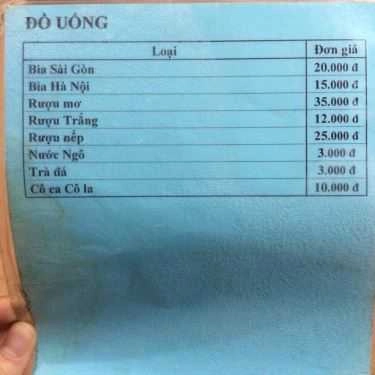 ĐỒ UỐNG
Loại Đơn giá
Bia Sài Gòn 20.000 đ
Bia Hà Nội 15.000 đ
Rượu mơ 35.000 đ
Rượu Trắng 12.000 đ
Rượu nếp 25.000 đ
Nước Ngô 3.000 đ
Trà đá 3.000 đ
Cô ca Cô la 10.000 đ